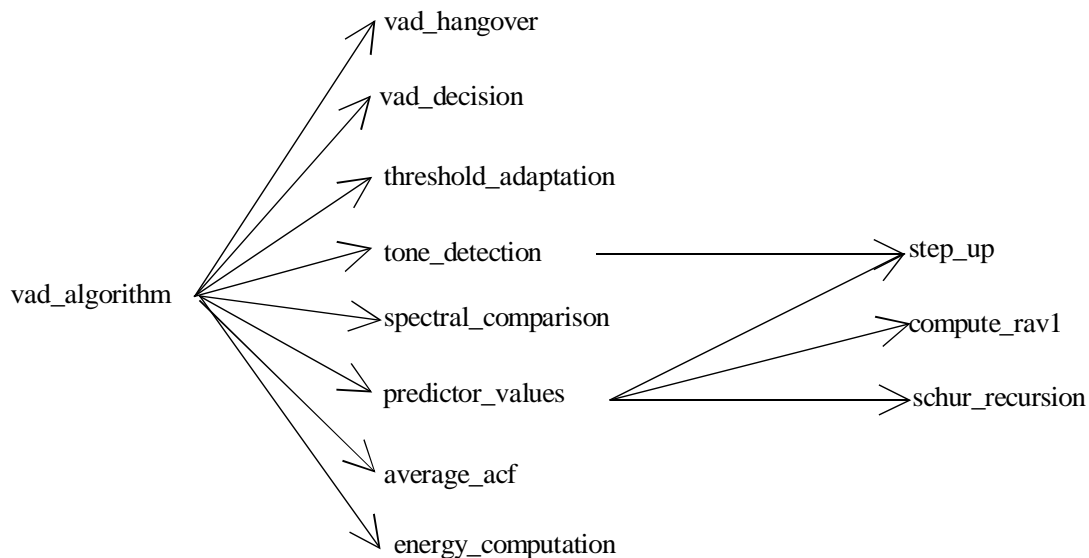 vad_hangover
vad_decision
threshold_adaptation
tone_detection
step_up
vad_algorithm
spectral_comparison
compute_rav1
predictor_values
schur_recursion
average_acf
energy_computation